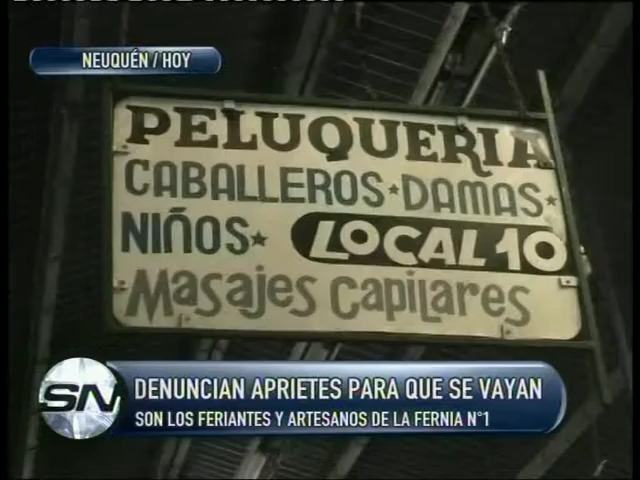 NEUQUÉN / HOY
PELUQUERIA
CABALLEROS★DAMAS★
NIÑOS★ LOCAL 10
Masajes Capilares
SN
DENUNCIAN APRIETES PARA QUE SE VAYAN
SON LOS FERIANTES Y ARTESANOS DE LA FERNIA N°1